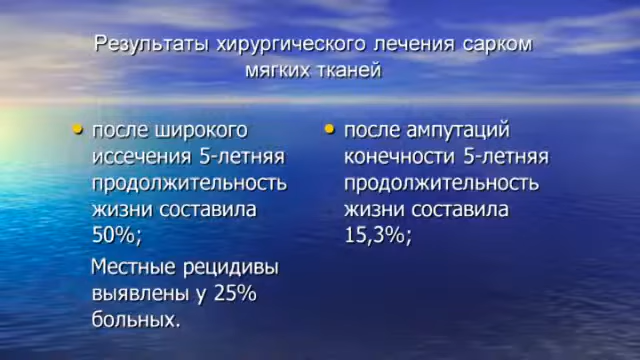 Результаты хирургического лечения сарком
мягких тканей
после широкого
иссечения 5-летняя
продолжительность
жизни составила
50%;
Местные рецидивы
выявлены у 25%
больных.
после ампутаций
конечности 5-летняя
продолжительность
жизни составила
15,3%;